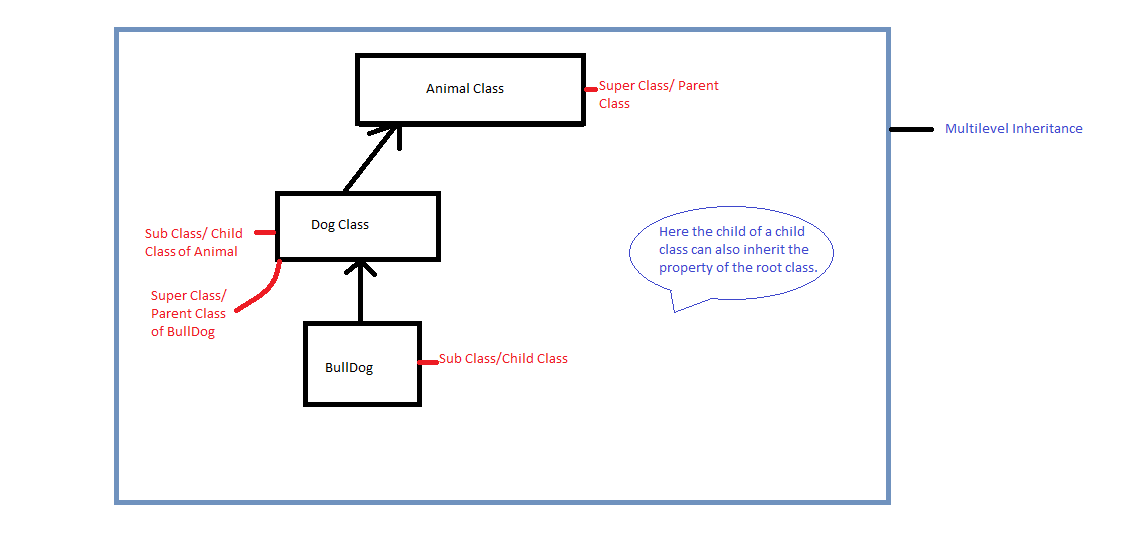 Animal Class
Super Class/ Parent
Class
Multilevel Inheritance
Dog Class
Sub Class/ Child
Class of Animal
Here the child of a child
class can also inherit the
property of the root class.
Super Class/
Parent Class
of BullDog
BullDog
Sub Class/Child Class